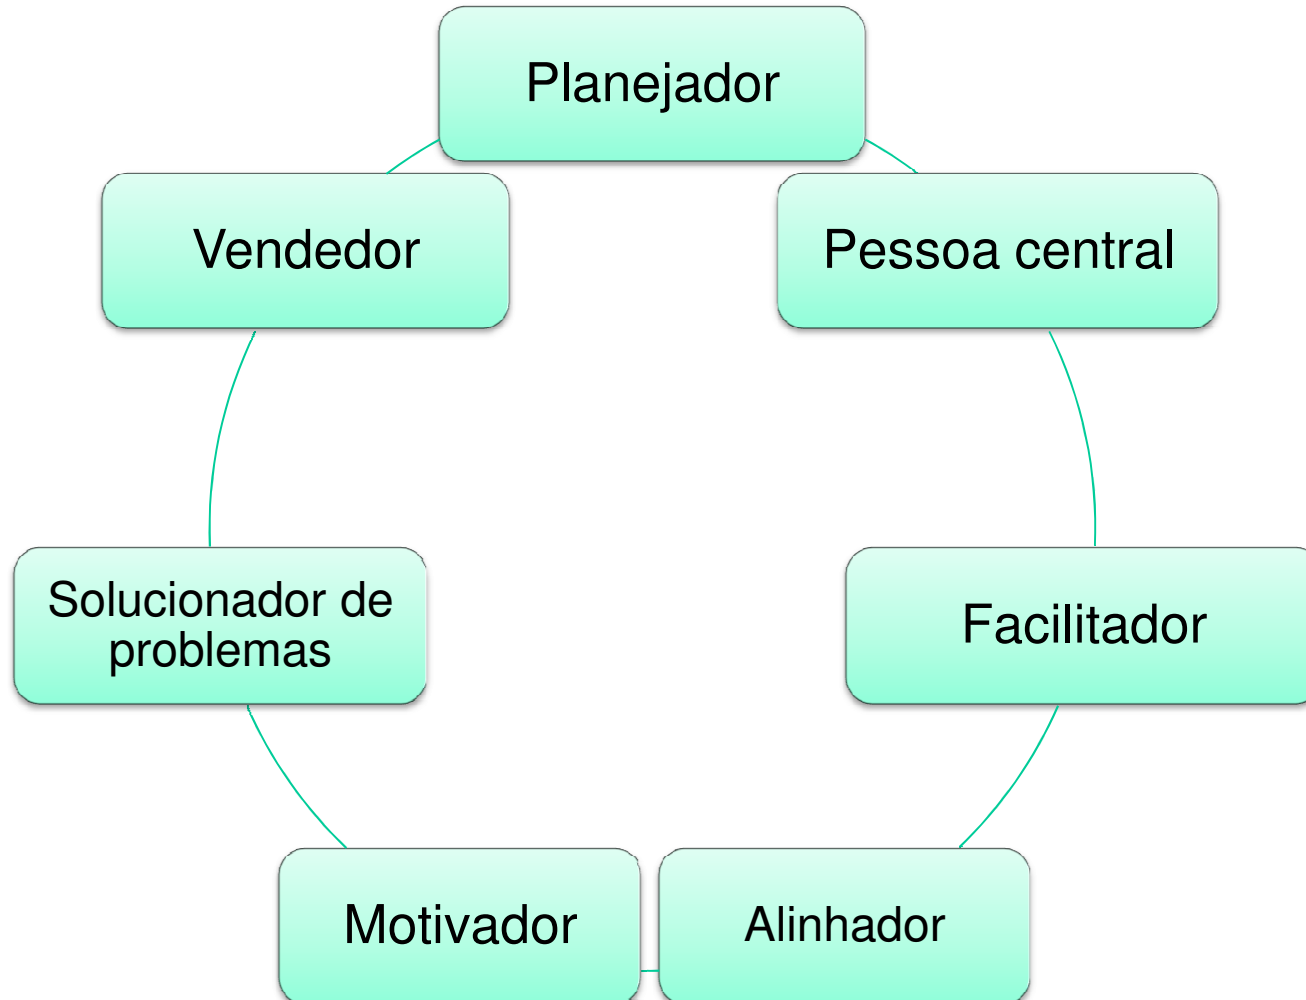 Planejador
Vendedor
Pessoa central
Solucionador de
problemas
Facilitador
Motivador
Alinhador